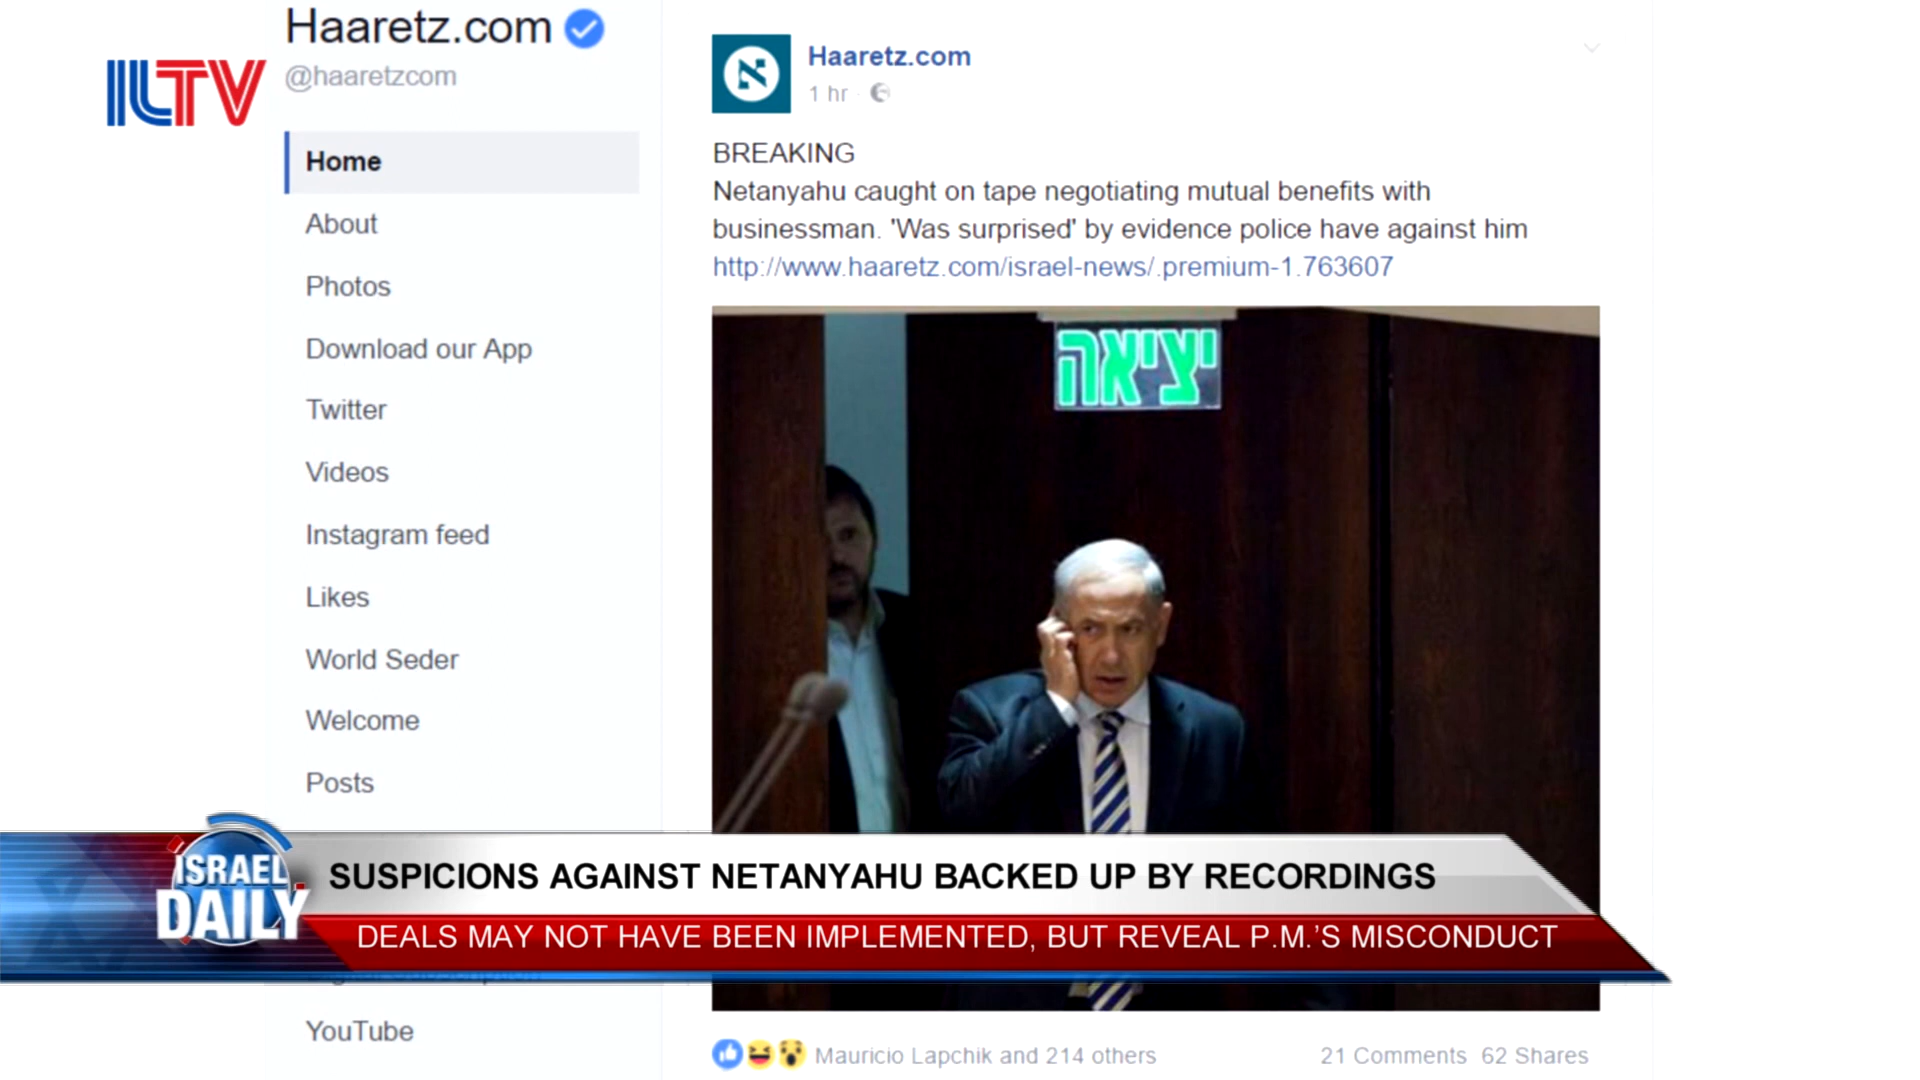 Haaretz.com
@haaretzcom
ILTV
Home
About
Photos
Download our App
Twitter
Videos
Instagram feed
Likes
World Seder
Welcome
Posts
YouTube
Haaretz.com
1 hr
BREAKING
Netanyahu caught on tape negotiating mutual benefits with
businessman. 'Was surprised' by evidence police have against him
http://www.haaretz.com/israel-news/.premium-1.763607
יציאה
ISRAEL
DAILY
SUSPICIONS AGAINST NETANYAHU BACKED UP BY RECORDINGS
DEALS MAY NOT HAVE BEEN IMPLEMENTED, BUT REVEAL P.M.'S MISCONDUCT
Mauricio Lapchik and 214 others
21 Comments 62 Shares